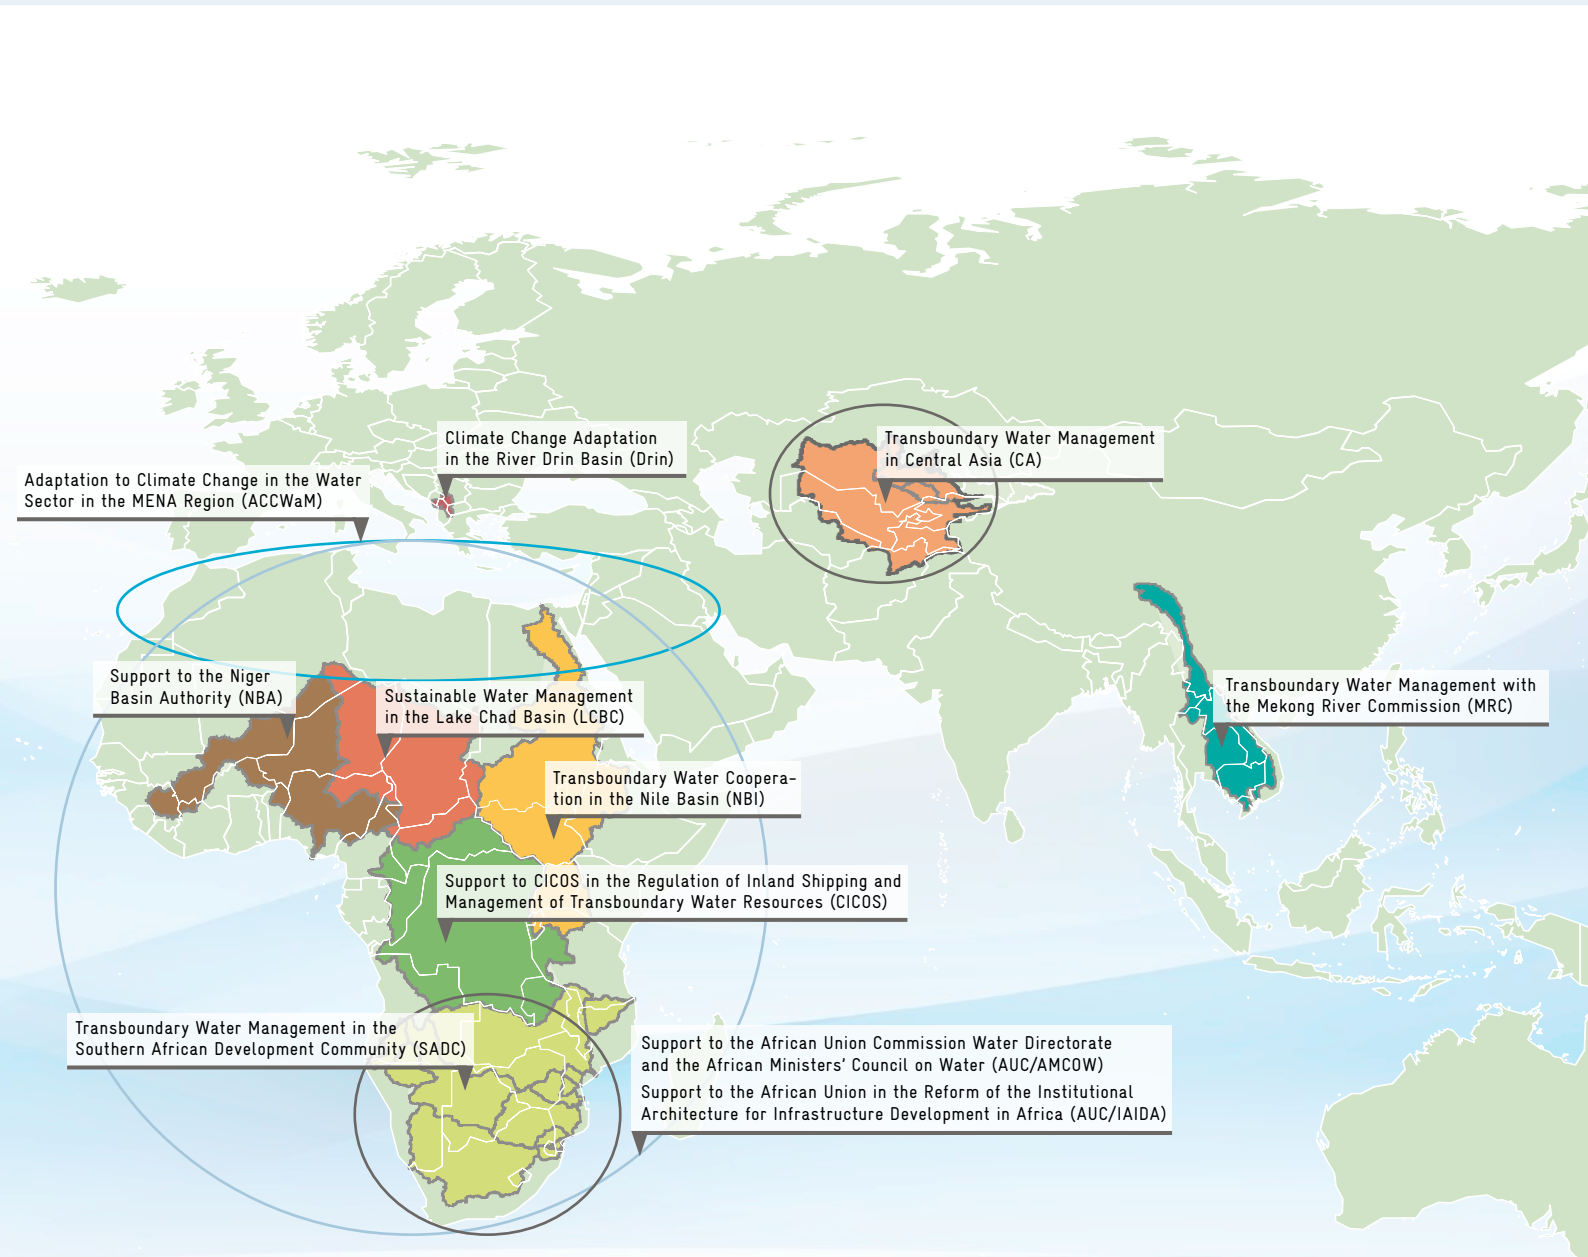 Climate Change Adaptation
in the River Drin Basin (Drin)
Transboundary Water Management
in Central Asia (CA)
Adaptation to Climate Change in the Water
Sector in the MENA Region (ACCWaM)
Support to the Niger
Basin Authority (NBA)
Sustainable Water Management
in the Lake Chad Basin (LCBC)
Transboundary Water Management with
the Mekong River Commission (MRC)
Transboundary Water Coopera-
tion in the Nile Basin (NBI)
Support to CICOS in the Regulation of Inland Shipping and
Management of Transboundary Water Resources (CICOS)
Transboundary Water Management in the
Southern African Development Community (SADC)
Support to the African Union Commission Water Directorate
and the African Ministers’ Council on Water (AUC/AMCOW)
Support to the African Union in the Reform of the Institutional
Architecture for Infrastructure Development in Africa (AUC/IAIDA)